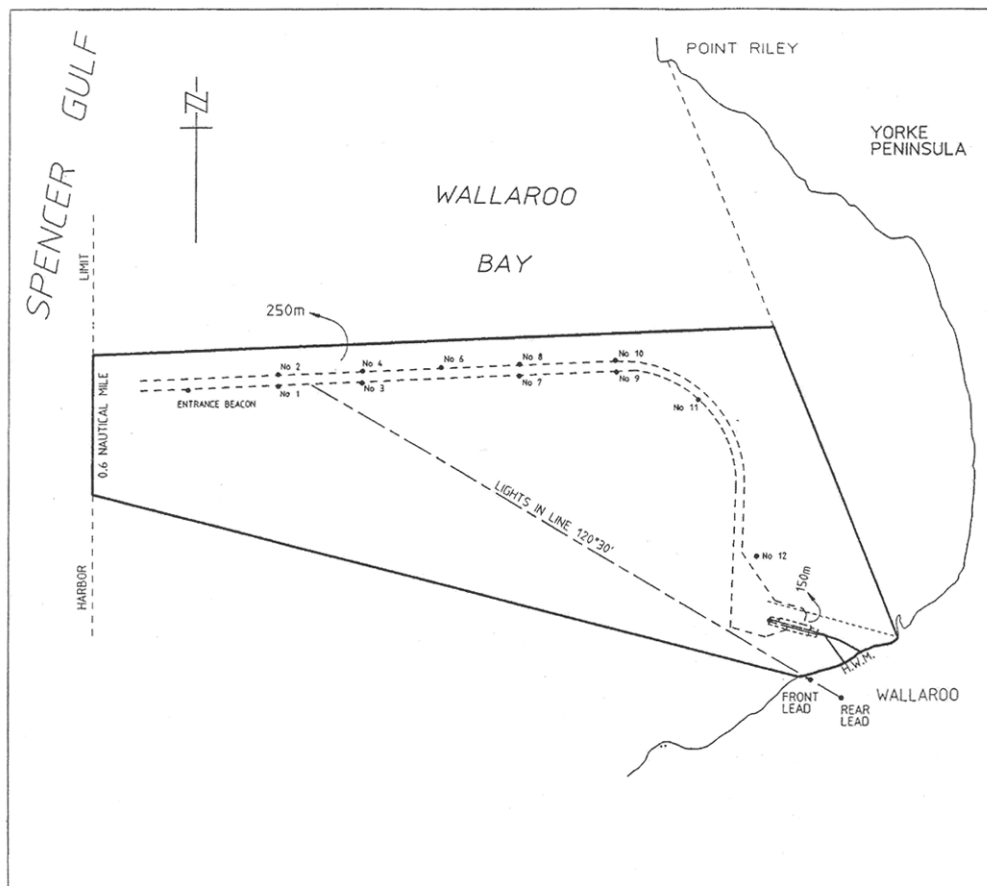 SPENCER GULF
N
POINT RILEY
YORKE
PENINSULA
WALLAROO
BAY
LIMIT
250m
No 2
No 4
No 6
No 8
No 10
No 1
No 3
No 7
No 9
ENTRANCE BEACON
No 11
0.6 NAUTICAL MILE
LIGHTS IN LINE 120°30'
No 12
150m
HARBOR
H.W.M.
FRONT
LEAD
REAR
LEAD
WALLAROO